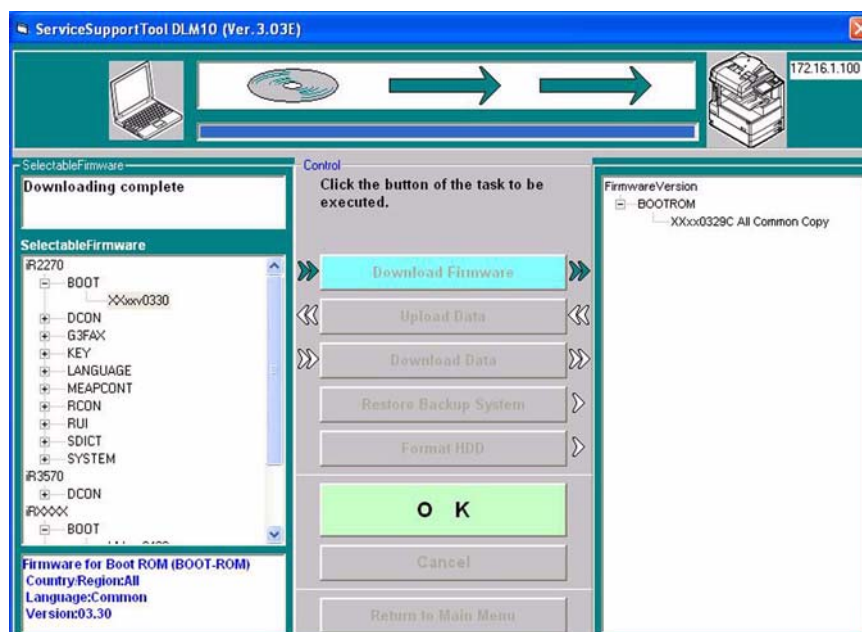 ServiceSupportTool DLM10 (Ver.3.03E)
172.16.1.100
SelectableFirmware
Downloading complete
SelectableFirmware
iR2270
BOOT
XXxxv0330
DCON
G3FAX
KEY
LANGUAGE
MEAPCONT
RCON
RUI
SDICT
SYSTEM
iR3570
DCON
iRXXXX
BOOT
Firmware for Boot ROM (BOOT-ROM)
Country/Region:All
Language:Common
Version:03.30
Control
Click the button of the task to be
executed.
Download Firmware
Upload Data
Download Data
Restore Backup System
Format HDD
O K
Cancel
Return to Main Menu
FirmwareVersion
BOOTROM
XXxx0329C All Common Copy